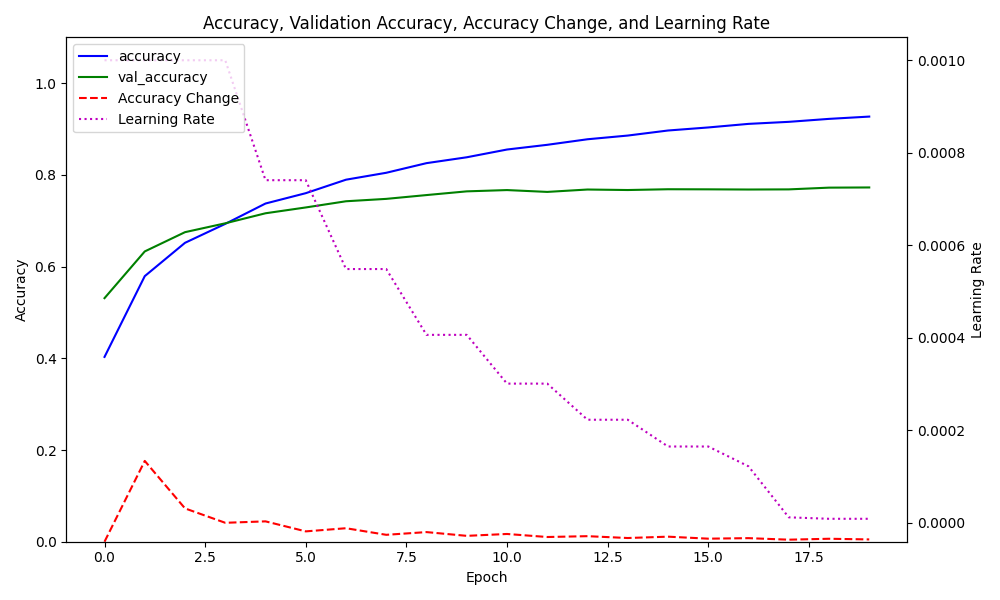 Accuracy, Validation Accuracy, Accuracy Change, and Learning Rate
accuracy
val_accuracy
Accuracy Change
Learning Rate
1.0
0.8
0.6
0.4
0.2
0.0
Accuracy
0.0010
0.0008
0.0006
0.0004
0.0002
0.0000
Learning Rate
0.0 2.5 5.0 7.5 10.0 12.5 15.0 17.5
Epoch